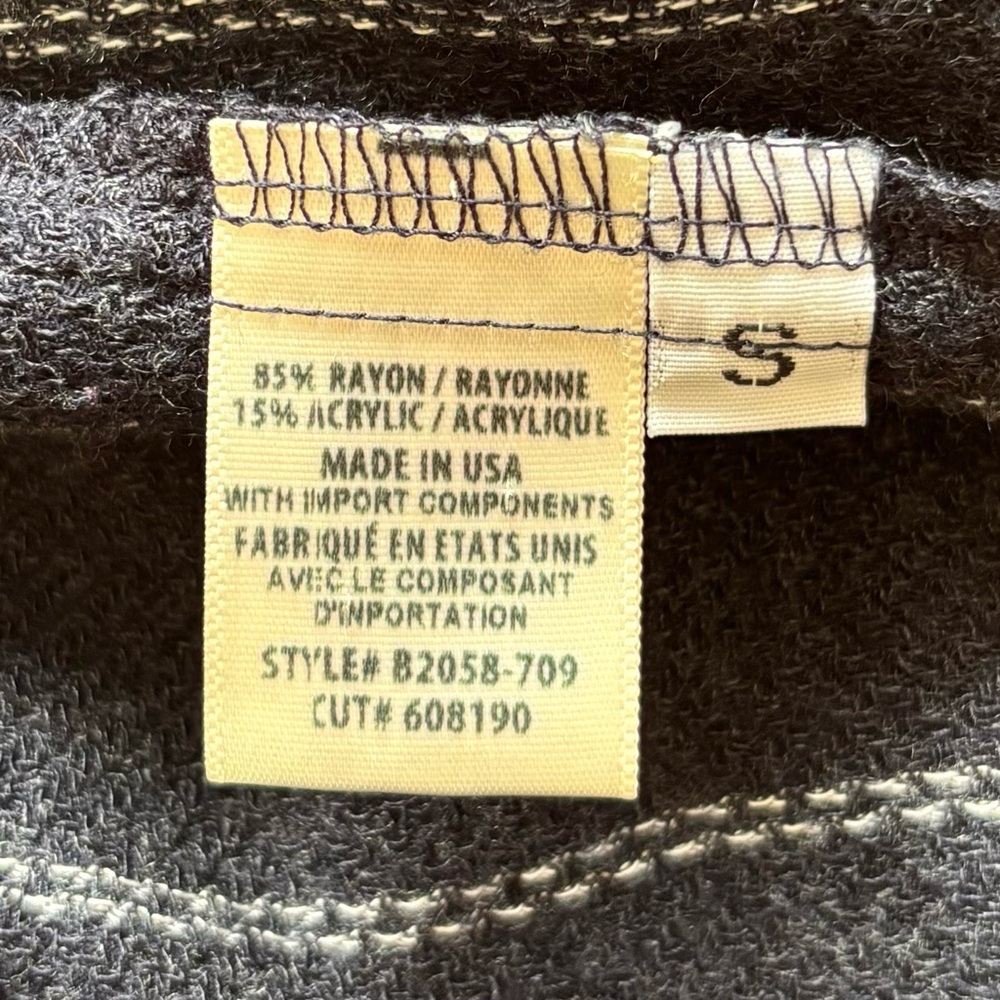 85% RAYON / RAYONNE
15% ACRYLIC / ACRYLIQUE
MADE IN USA
WITH IMPORT COMPONENTS
FABRIQUÉ EN ETATS UNIS
AVEC LE COMPOSANT
D'INPORTATION
STYLE# B2058-709
CUT# 608190
S